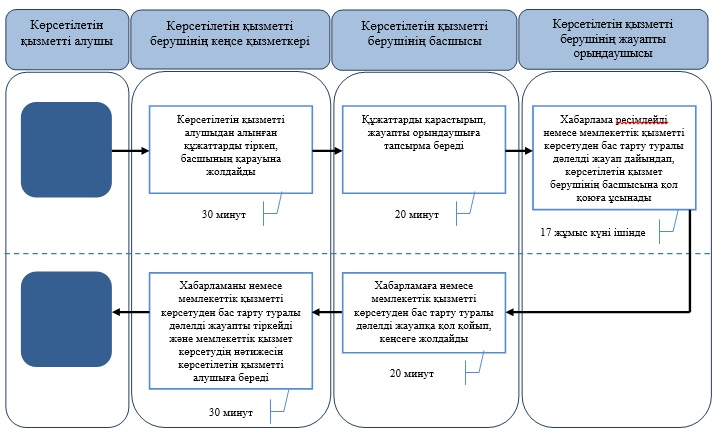 Көрсетілетін
қызметті алушы
Көрсетілетін қызметті
берушінің кеңсе қызметкері
Көрсетілетін қызметті
берушінің басшысы
Көрсетілетін қызметті
берушінің жауапты
орындаушысы
Көрсетілетін қызметті
алушыдан алынған
құжаттарды тіркеп,
басшының қарауына
жолдайды
30 минут
Құжаттарды қарастырып,
жауапты орындаушыға
тапсырма береді
20 минут
Хабарлама ресімлейді
немесе мемлекеттік қызметті
көрсетуден бас тарту туралы
дәлелді жауап дайындап,
көрсетілетін қызмет
берушінің басшысына қол
қоюға ұсынады
17 жұмыс күні ішінде
Хабарламаны немесе
мемлекеттік қызметті
көрсетуден бас тарту туралы
дәлелді жауапты тіркейді
және мемлекеттік қызмет
көрсетудің нәтижесін
көрсетілетін қызметті
алушыға береді
30 минут
Хабарламаға немесе
мемлекеттік қызметті
көрсетуден бас тарту туралы
дәлелді жауапқа қол қойып,
кеңсеге жолдайды
20 минут